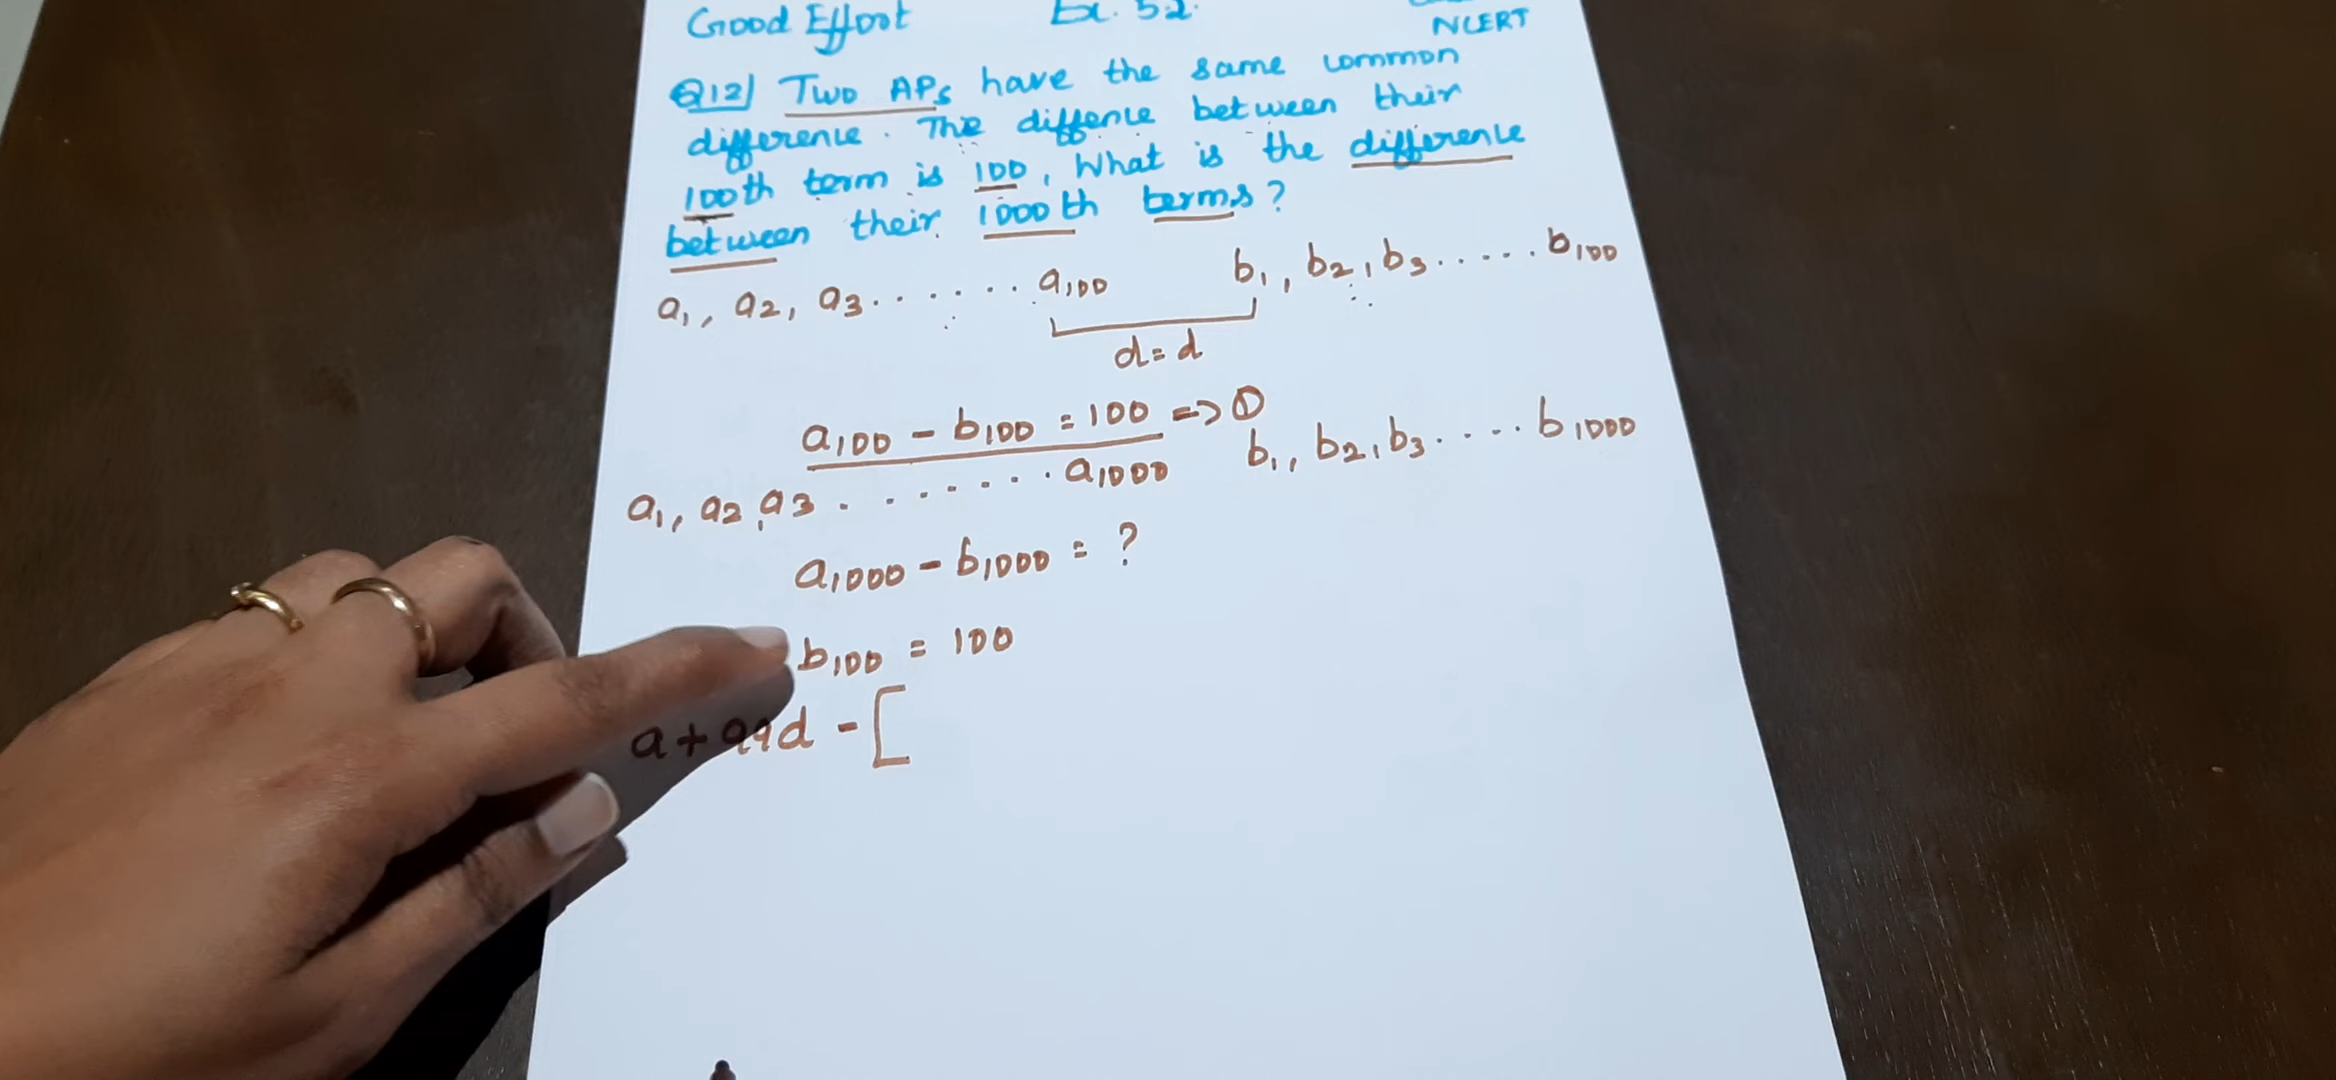 Good Effort Ex. 5.2.
NCERT
Q12) Two APs have the same common
difference. The diffence between their
100th term is 100, What is the difference
between their 1000th terms?
a1, a2, a3....... a100 b1, b2, b3..... b100
d=d
a100 - b100 = 100 => ①
a1, a2, a3........ a1000 b1, b2, b3..... b1000
a1000 - b1000 = ?
b100 = 100
a+99d - [